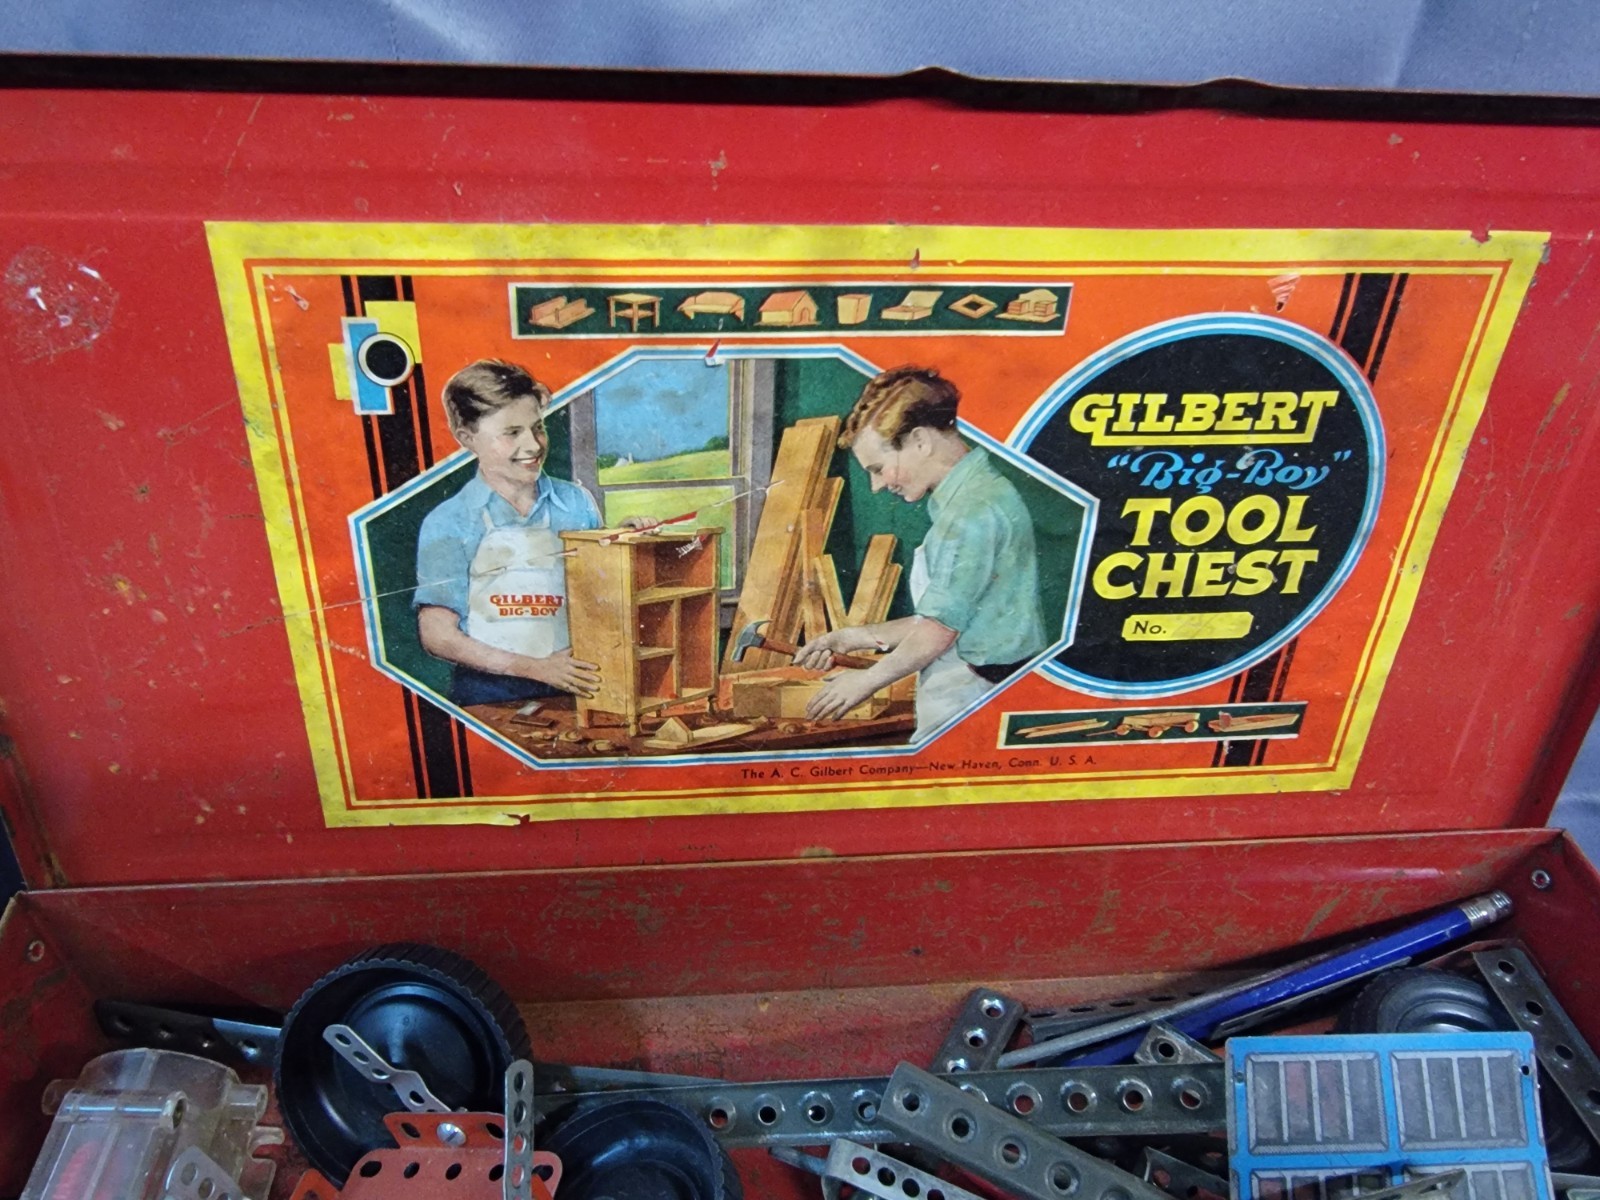 GILBERT
"Big-Boy"
TOOL
CHEST
No.
GILBERT
BIG-BOY
The A. C. Gilbert Company—New Haven, Conn. U. S. A.